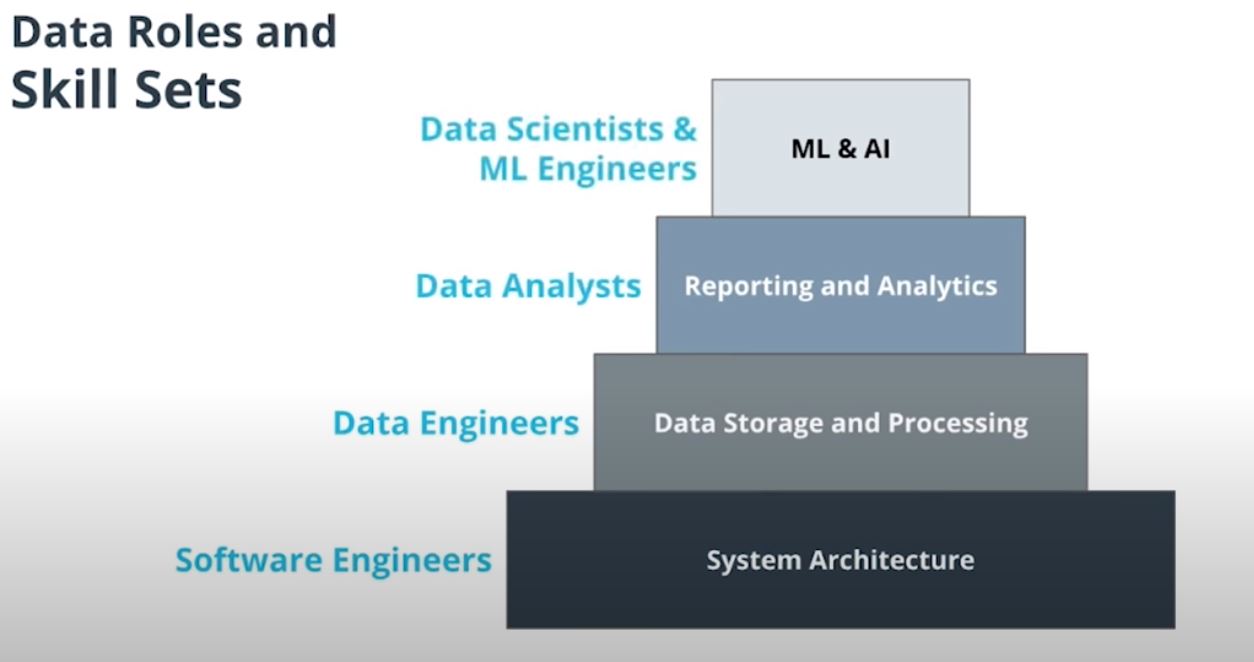 Data Roles and
Skill Sets
Data Scientists &
ML Engineers
ML & AI
Data Analysts
Reporting and Analytics
Data Engineers
Data Storage and Processing
Software Engineers
System Architecture